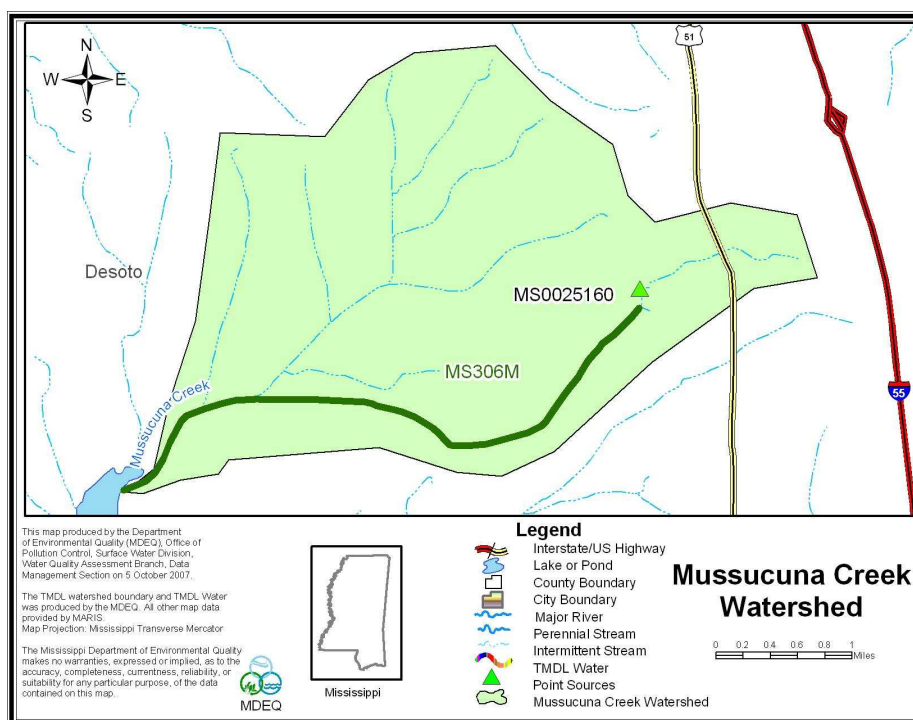 N
W E
S
51
Desoto
MS0025160
MS306M
Mussucuna Creek
55
This map produced by the Department
of Environmental Quality (MDEQ), Office of
Pollution Control, Surface Water Division,
Water Quality Assessment Branch, Data
Management Section on 5 October 2007.
The TMDL watershed boundary and TMDL Water
was produced by the MDEQ. All other map data
provided by MARIS.
Map Projection: Mississippi Transverse Mercator
The Mississippi Department of Environmental Quality
makes no warranties, expressed or implied, as to the
accuracy, completeness, currentness, reliability, or
suitability for any particular purpose, of the data
contained on this map.
MDEQ
Mississippi
Legend
Interstate/US Highway
Lake or Pond
County Boundary
City Boundary
Major River
Perennial Stream
Intermittent Stream
TMDL Water
Point Sources
Mussucuna Creek Watershed
Mussucuna Creek
Watershed
0 0.2 0.4 0.6 0.8 1
Miles